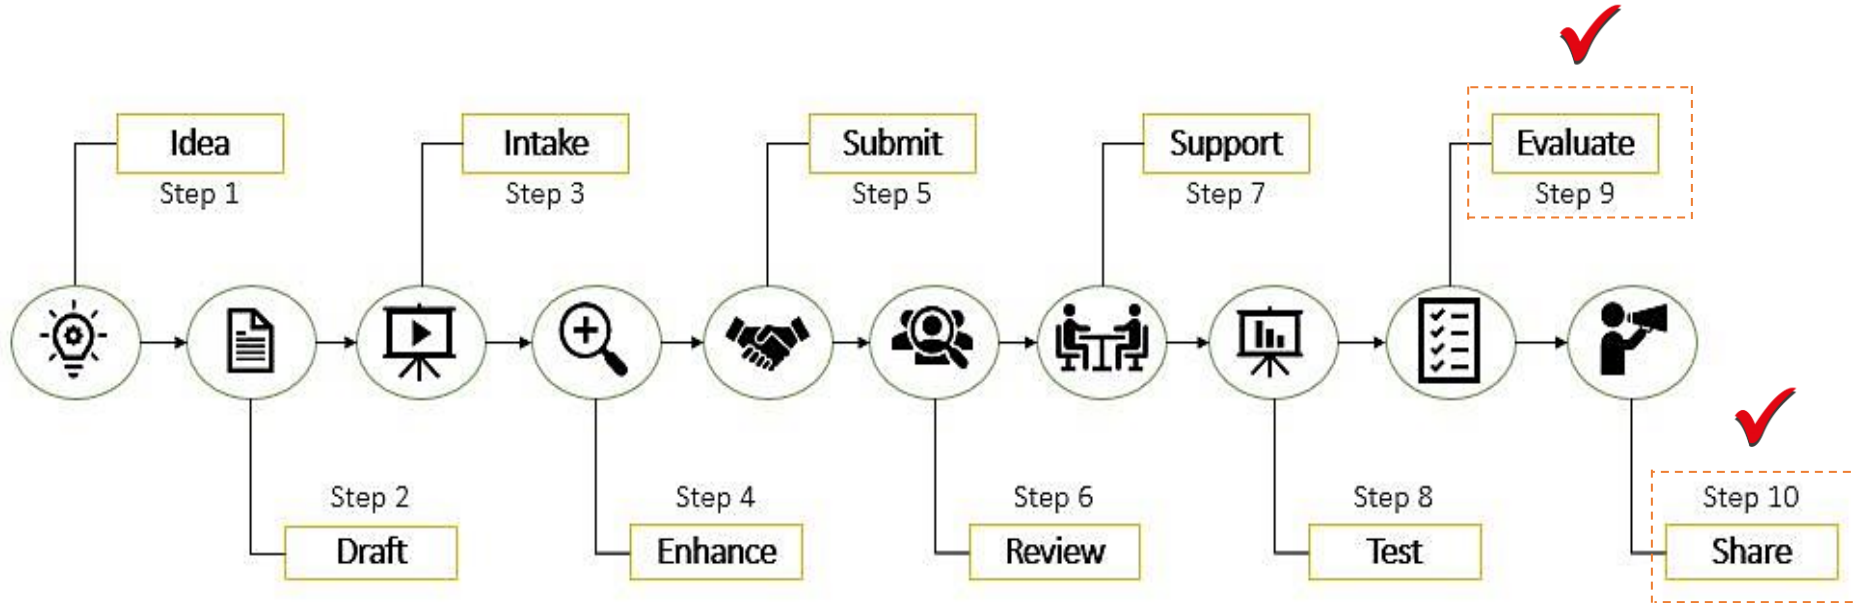 Idea
Step 1
Intake
Step 3
Submit
Step 5
Support
Step 7
Evaluate
Step 9
Step 2
Draft
Step 4
Enhance
Step 6
Review
Step 8
Test
Step 10
Share